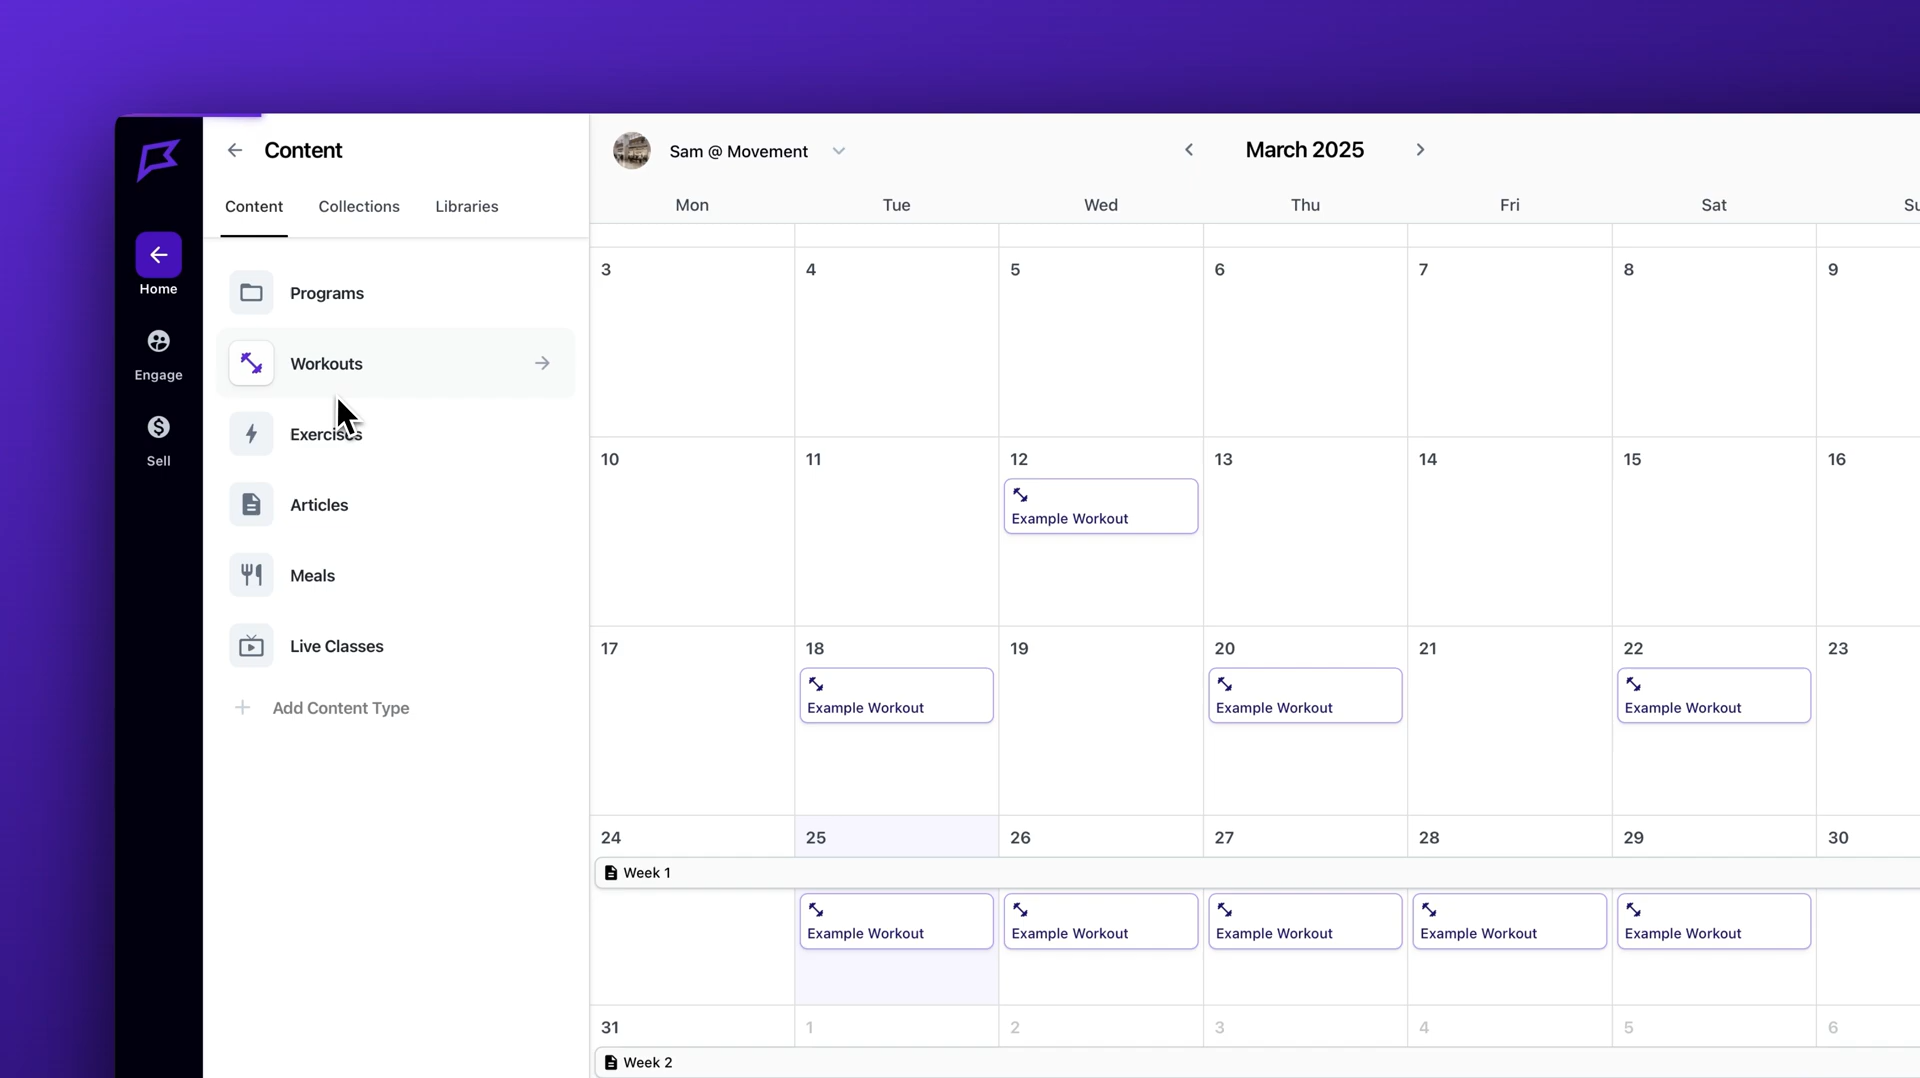 Content
Content Collections Libraries
Home
Engage
Sell
Programs
Workouts
Exercises
Articles
Meals
Live Classes
Add Content Type
Sam @ Movement
March 2025
Mon Tue Wed Thu Fri Sat Su
3 4 5 6 7 8 9
10 11 12 13 14 15 16
Example Workout
17 18 19 20 21 22 23
Example Workout Example Workout Example Workout
24 25 26 27 28 29 30
Week 1
Example Workout Example Workout Example Workout Example Workout Example Workout
31 1 2 3 4 5 6
Week 2